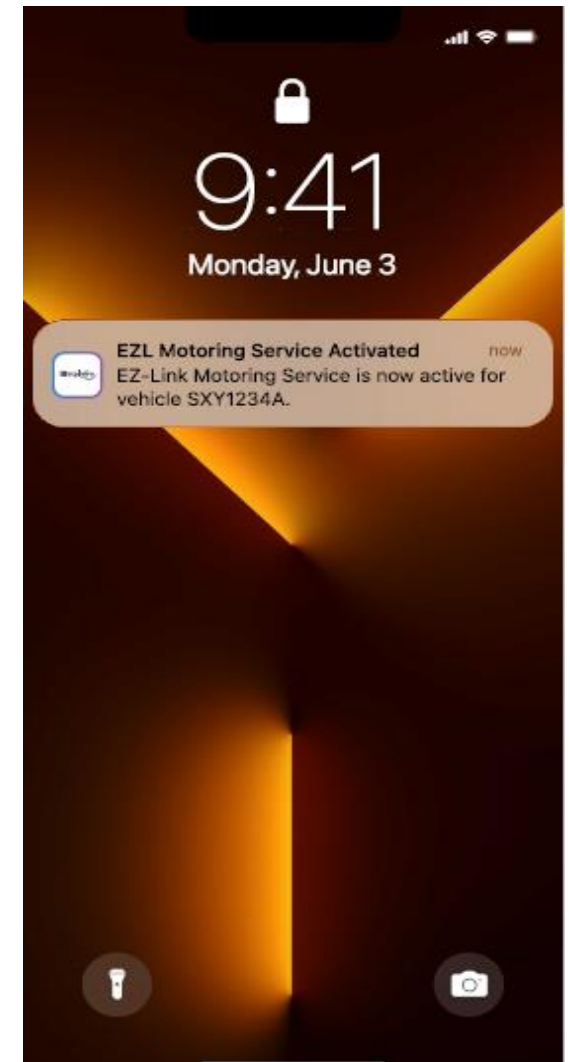 9:41
Monday, June 3
EZL Motoring Service Activated now
EZ-Link Motoring Service is now active for
vehicle SXY1234A.